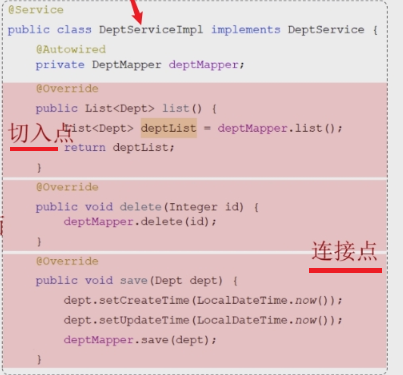 @Service
public class DeptServiceImpl implements DeptService {
@Autowired
private DeptMapper deptMapper;
@Override
public List<Dept> list() {
切入点
List<Dept> deptList = deptMapper.list();
return deptList;
}
@Override
public void delete(Integer id) {
deptMapper.delete(id);
}
@Override
连接点
public void save(Dept dept) {
dept.setCreateTime(LocalDateTime.now());
dept.setUpdateTime(LocalDateTime.now());
deptMapper.save(dept);
}